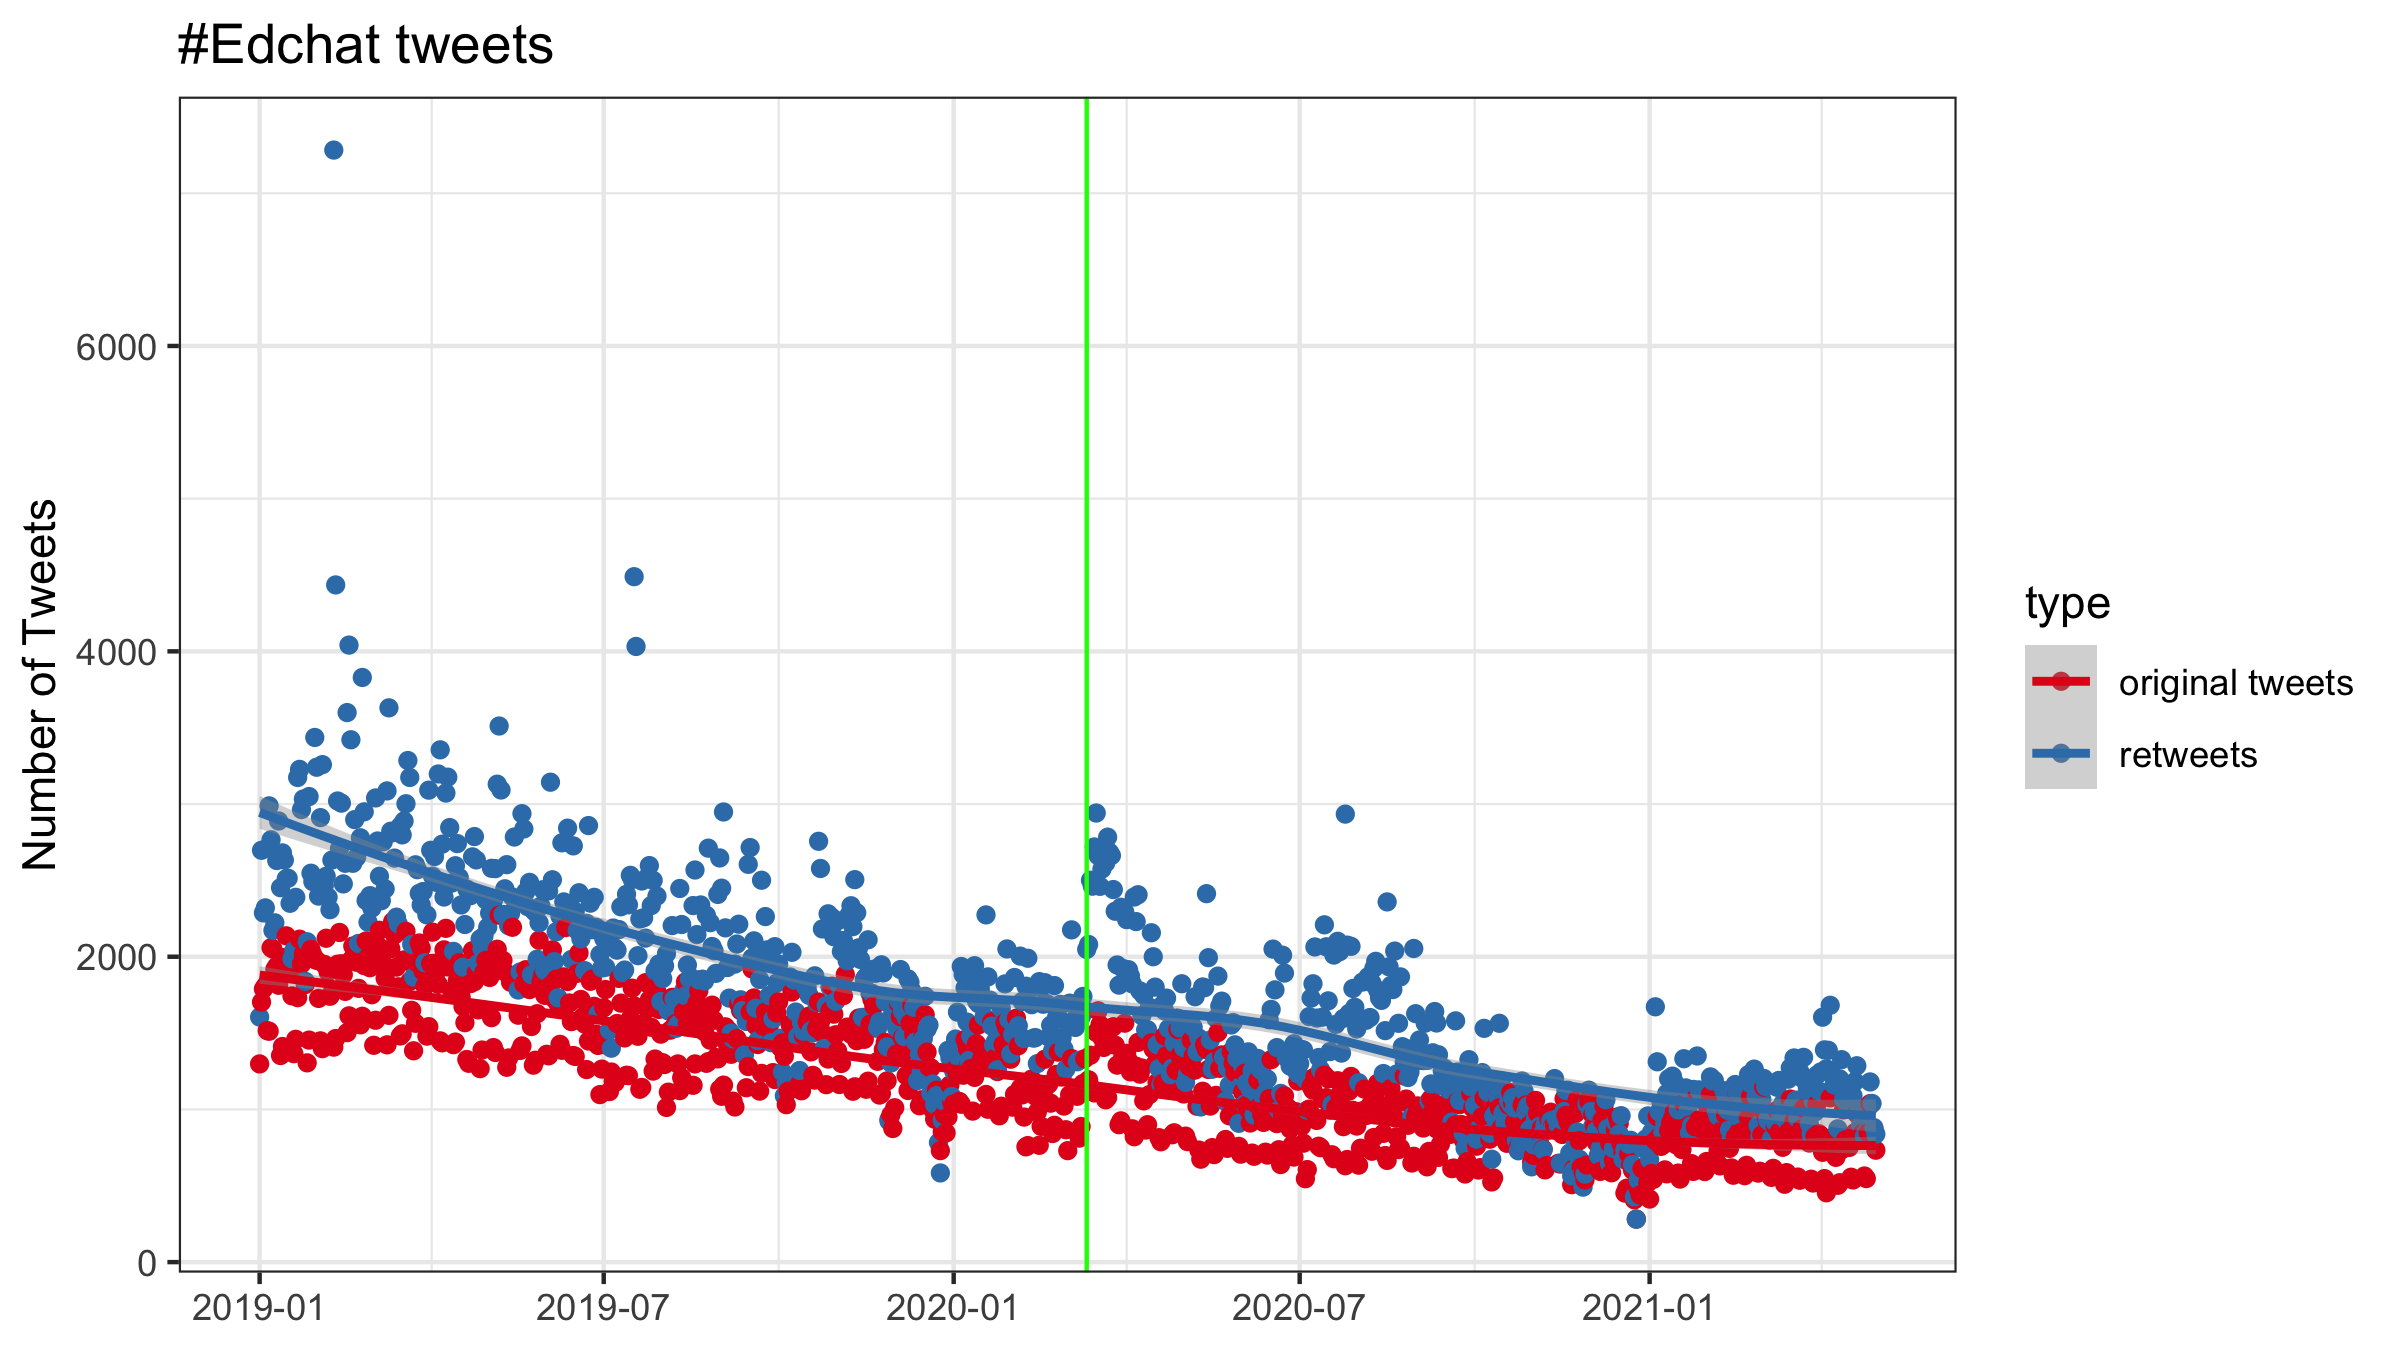 #Edchat tweets
Number of Tweets
6000
4000
2000
0
2019-01
2019-07
2020-01
2020-07
2021-01
type
original tweets
retweets